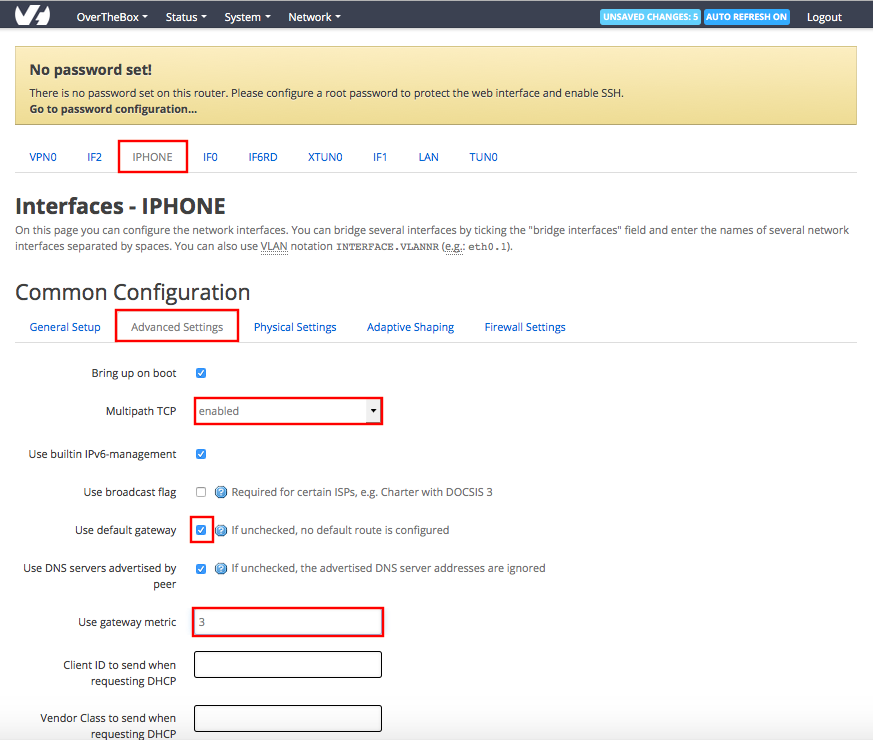 OverTheBox Status System Network UNSAVED CHANGES: 5 AUTO REFRESH ON Logout
No password set!
There is no password set on this router. Please configure a root password to protect the web interface and enable SSH.
Go to password configuration...
VPN0 IF2 IPHONE IF0 IF6RD XTUN0 IF1 LAN TUN0
Interfaces - IPHONE
On this page you can configure the network interfaces. You can bridge several interfaces by ticking the "bridge interfaces" field and enter the names of several network
interfaces separated by spaces. You can also use VLAN notation INTERFACE.VLANNR (e.g.: eth0.1).
Common Configuration
General Setup Advanced Settings Physical Settings Adaptive Shaping Firewall Settings
Bring up on boot
Multipath TCP enabled
Use builtin IPv6-management
Use broadcast flag Required for certain ISPs, e.g. Charter with DOCSIS 3
Use default gateway If unchecked, no default route is configured
Use DNS servers advertised by If unchecked, the advertised DNS server addresses are ignored
peer
Use gateway metric 3
Client ID to send when
requesting DHCP
Vendor Class to send when
requesting DHCP